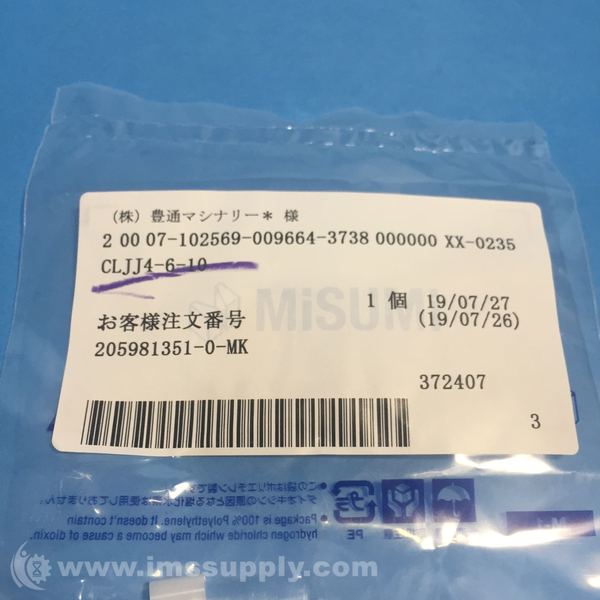 (株) 豊通マシナリー* 様
2 00 07-102569-009664-3738 000000 XX-0235
CLJJ4-6-10
MiSUMi
1 個 19/07/27
(19/07/26)
お客様注文番号
205981351-0-MK
372407
3
PE
• Package is 100% Polyethylene. It doesn't contain
hydrogen chloride which may become a cause of dioxin.
www.imcsupply.com